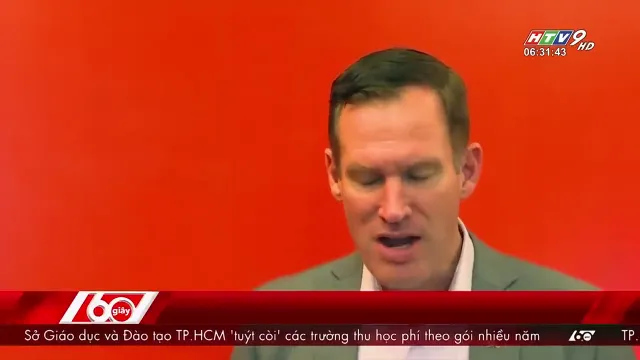 HTV9 HD
06:31:43
60 giây
Sở Giáo dục và Đào tạo TP.HCM 'tuýt còi' các trường thu học phí theo gói nhiều năm 60 TP.